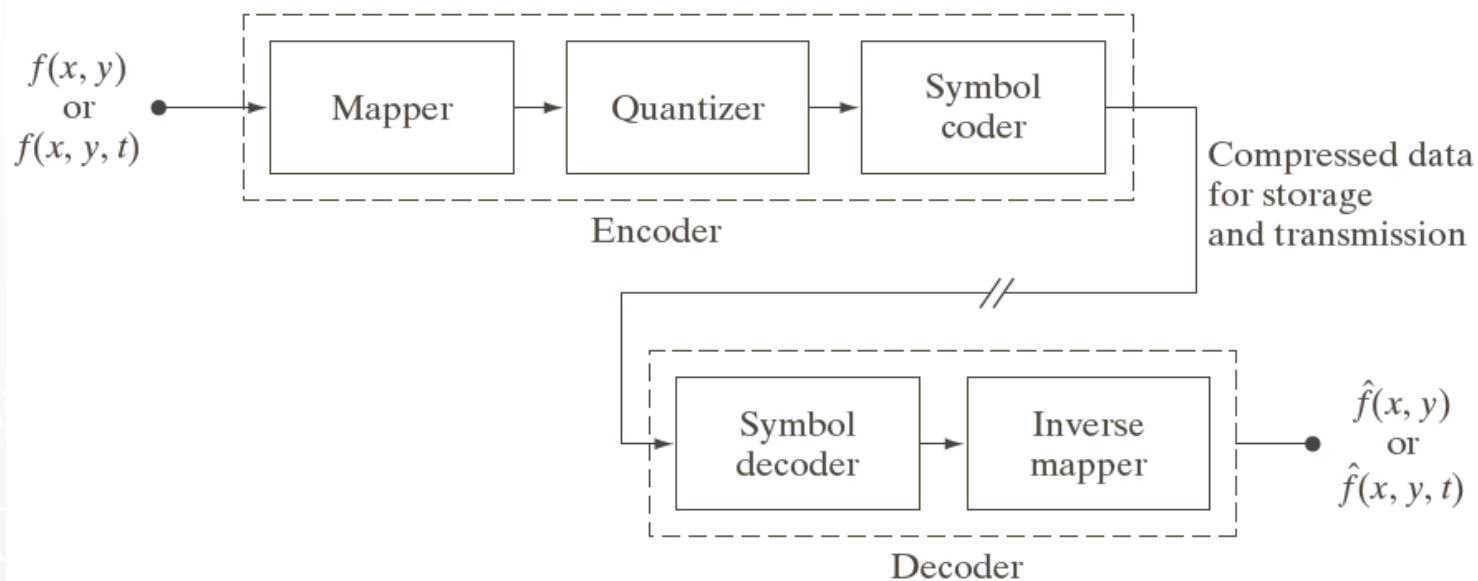 f(x, y)
or
f(x, y, t)
Mapper
Quantizer
Symbol
coder
Encoder
Compressed data
for storage
and transmission
Symbol
decoder
Inverse
mapper
Decoder
f̂(x, y)
or
f̂(x, y, t)